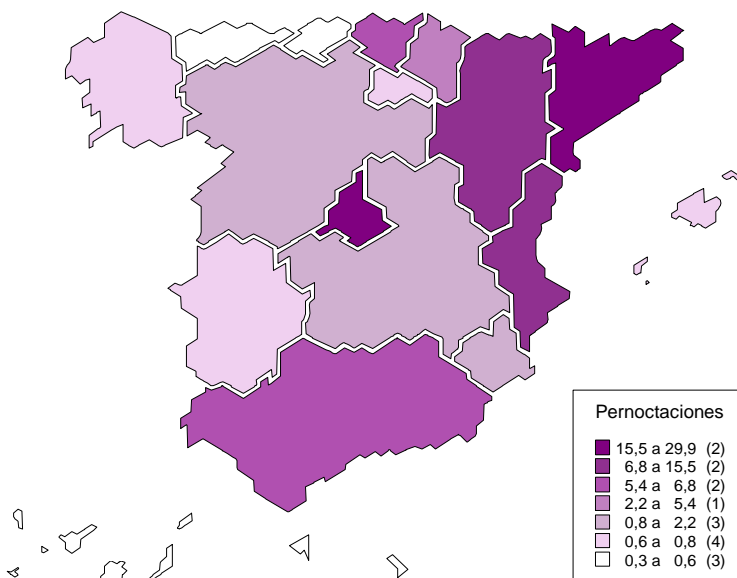 Pernoctaciones
15,5 a 29,9 (2)
6,8 a 15,5 (2)
5,4 a 6,8 (2)
2,2 a 5,4 (1)
0,8 a 2,2 (3)
0,6 a 0,8 (4)
0,3 a 0,6 (3)